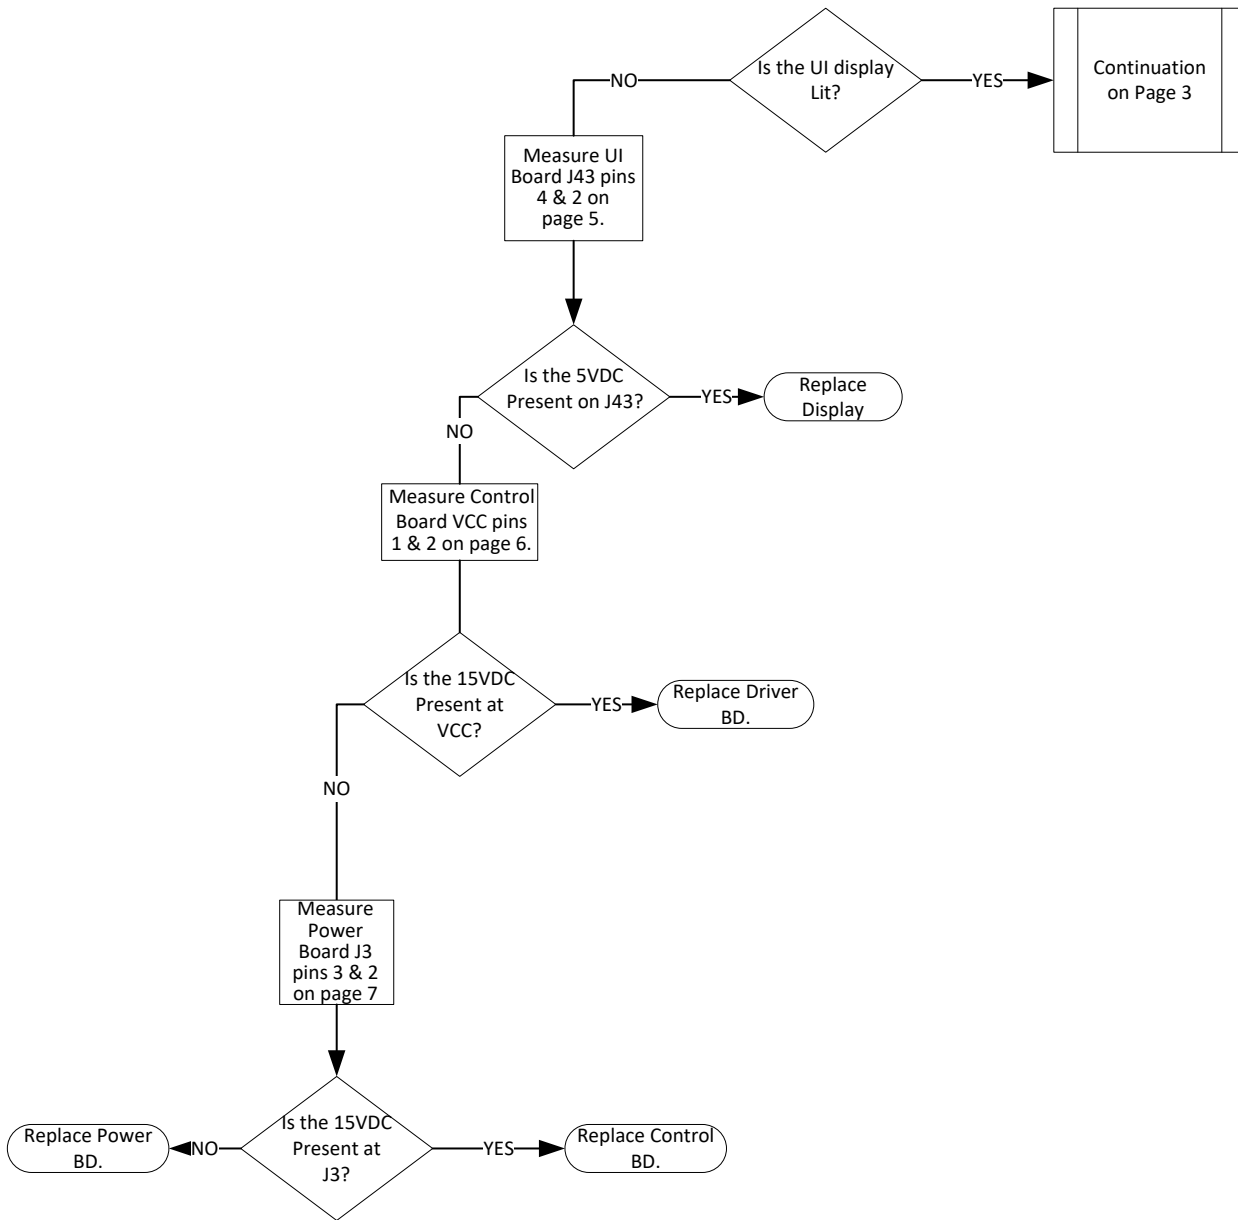 Is the UI display
Lit?
NO
YES
Continuation
on Page 3
Measure UI
Board J43 pins
4 & 2 on
page 5.
Is the 5VDC
Present on J43?
YES
Replace
Display
NO
Measure Control
Board VCC pins
1 & 2 on page 6.
Is the 15VDC
Present at
VCC?
YES
Replace Driver
BD.
NO
Measure
Power
Board J3
pins 3 & 2
on page 7
Is the 15VDC
Present at
J3?
NO
Replace Power
BD.
YES
Replace Control
BD.